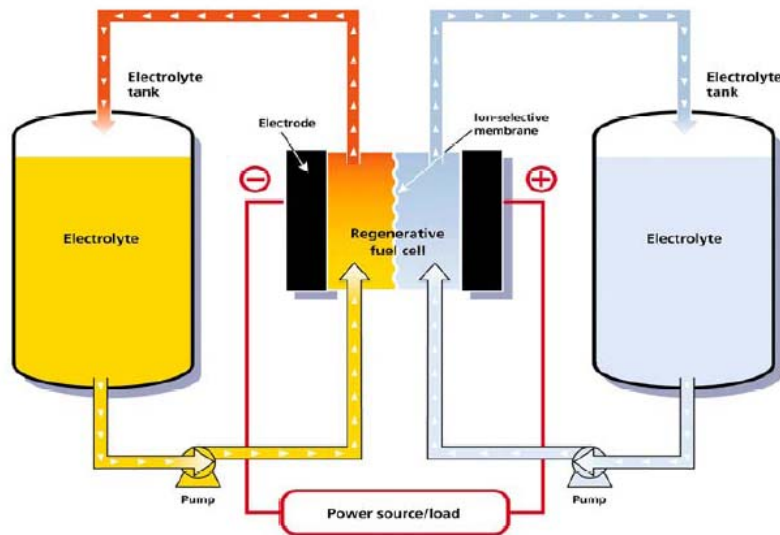 Electrolyte
tank
Electrolyte
tank
Electrode
Ion-selective
membrane
−
+
Electrolyte
Regenerative
fuel cell
Electrolyte
Pump
Pump
Power source/load